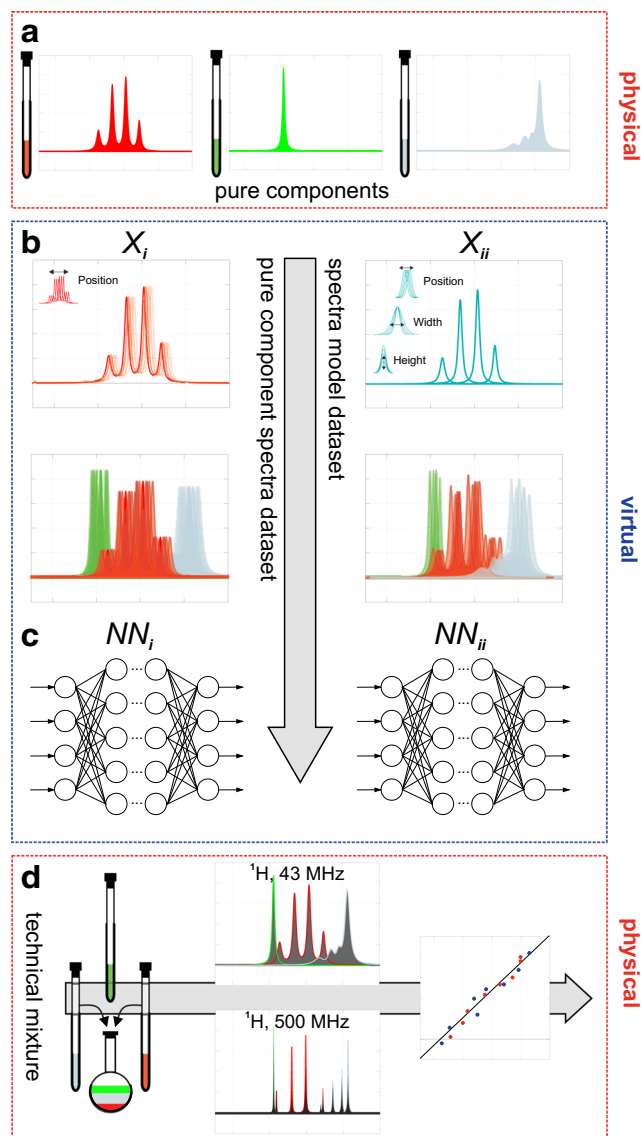 a
physical
pure components
b
X_i
X_ii
Position
Position
Width
Height
spectra model dataset
pure component spectra dataset
virtual
c
NN_i
NN_ii
d
technical mixture
¹H, 43 MHz
¹H, 500 MHz
physical